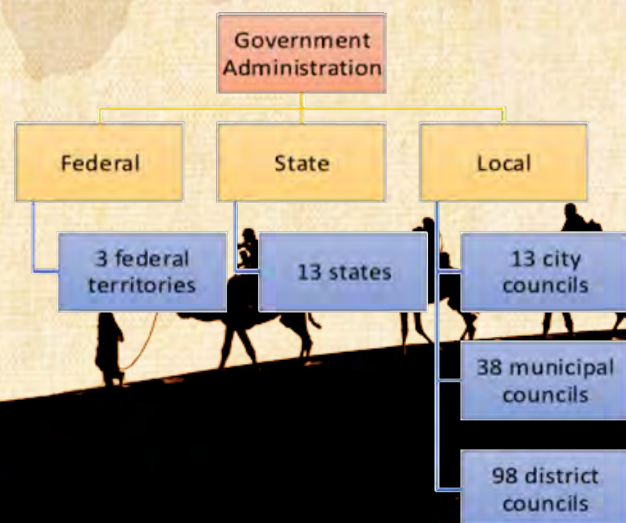 Government
Administration
Federal
State
Local
3 federal
territories
13 states
13 city
councils
38 municipal
councils
98 district
councils